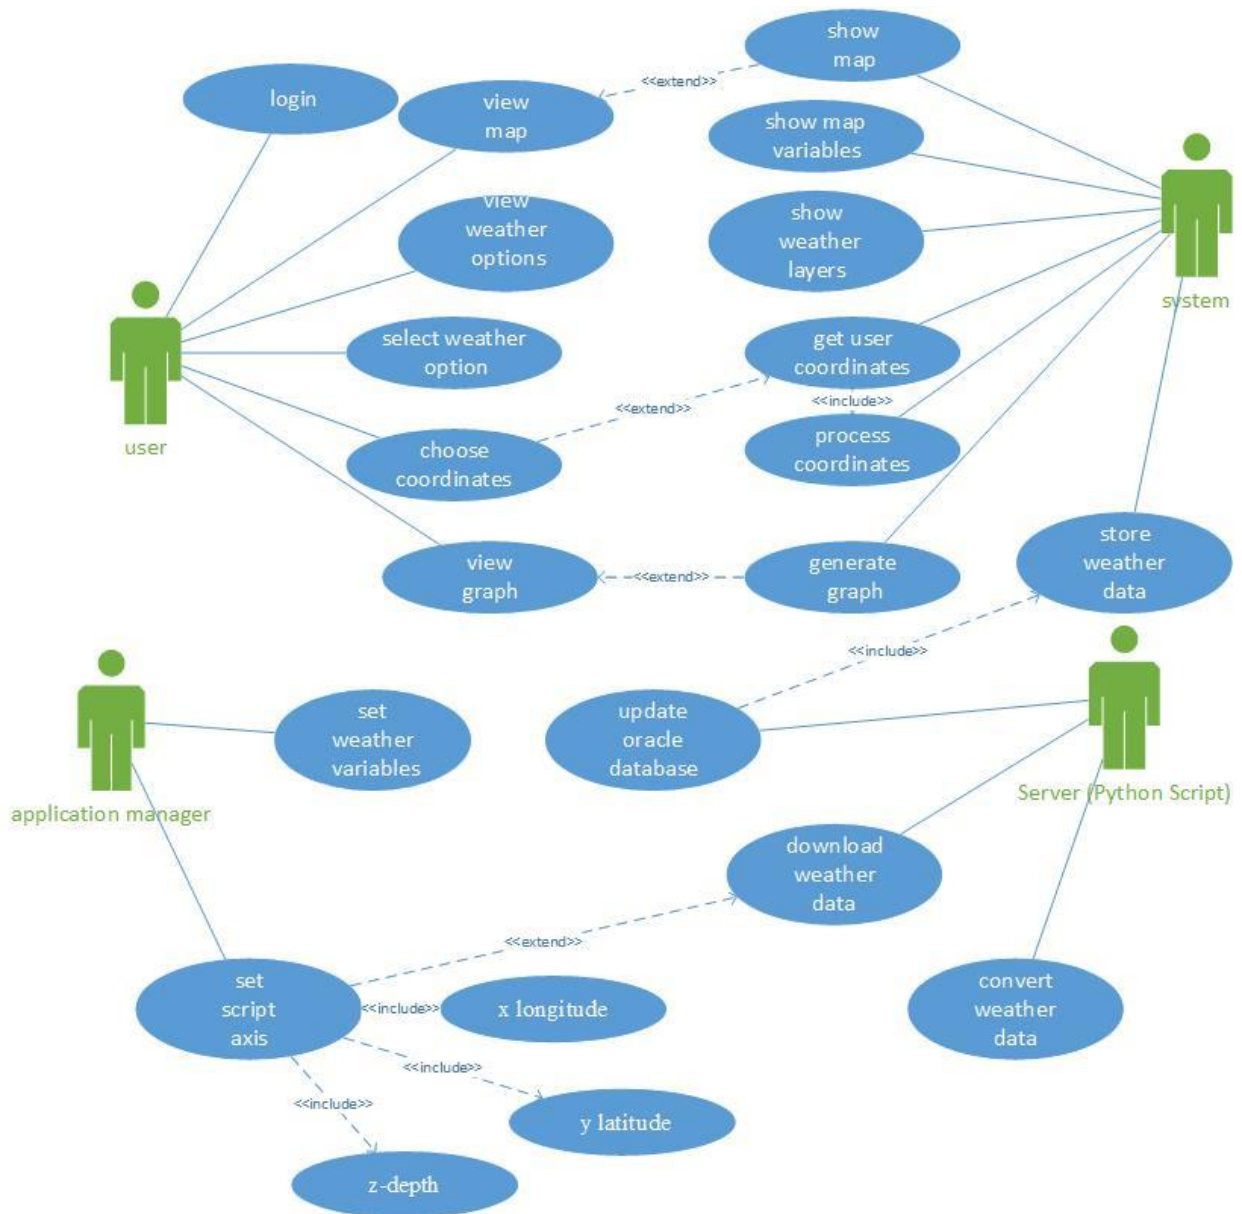 show
map
<<extend>>
login
view
map
show map
variables
view
weather
options
show
weather
layers
system
select weather
option
get user
coordinates
<<include>>
<<extend>>
user
choose
coordinates
process
coordinates
store
weather
data
view
graph
<<extend>>
generate
graph
<<include>>
set
weather
variables
update
oracle
database
application manager
Server (Python Script)
download
weather
data
<<extend>>
set
script
axis
<<include>>
x longitude
convert
weather
data
<<include>>
<<include>>
y latitude
z-depth